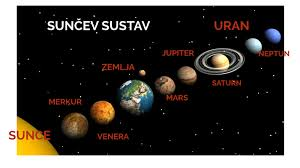 SUNČEV SUSTAV
URAN
JUPITER
NEPTUN
ZEMLJA
SATURN
MARS
MERKUR
VENERA
SUNCE